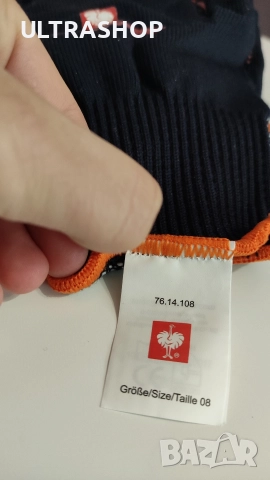 ULTRASHOP
76.14.108
Größe/Size/Taille 08
BAZAR